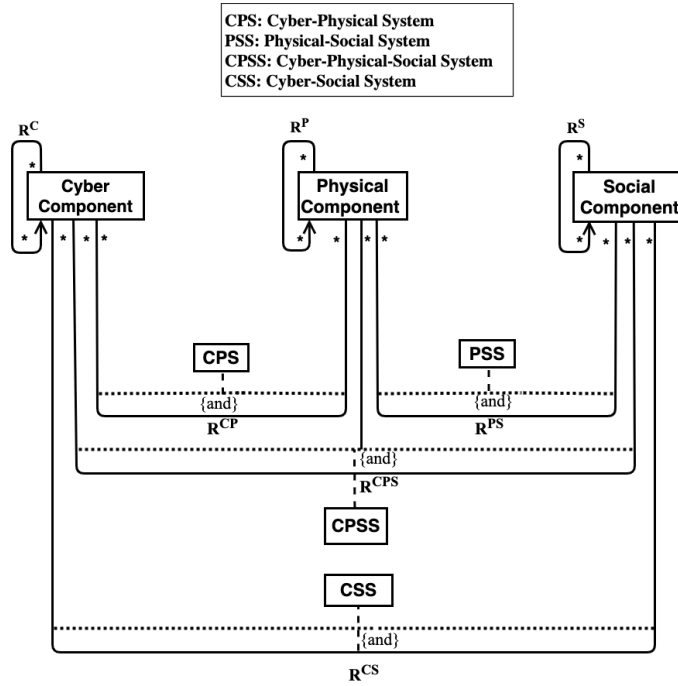 CPS: Cyber-Physical System
PSS: Physical-Social System
CPSS: Cyber-Physical-Social System
CSS: Cyber-Social System
R^C
R^P
R^S
* * *
Cyber
Component
Physical
Component
Social
Component
* * * * * * * * * * * *
CPS
PSS
{and}
{and}
R^CP
R^PS
{and}
R^CPS
CPSS
CSS
{and}
R^CS